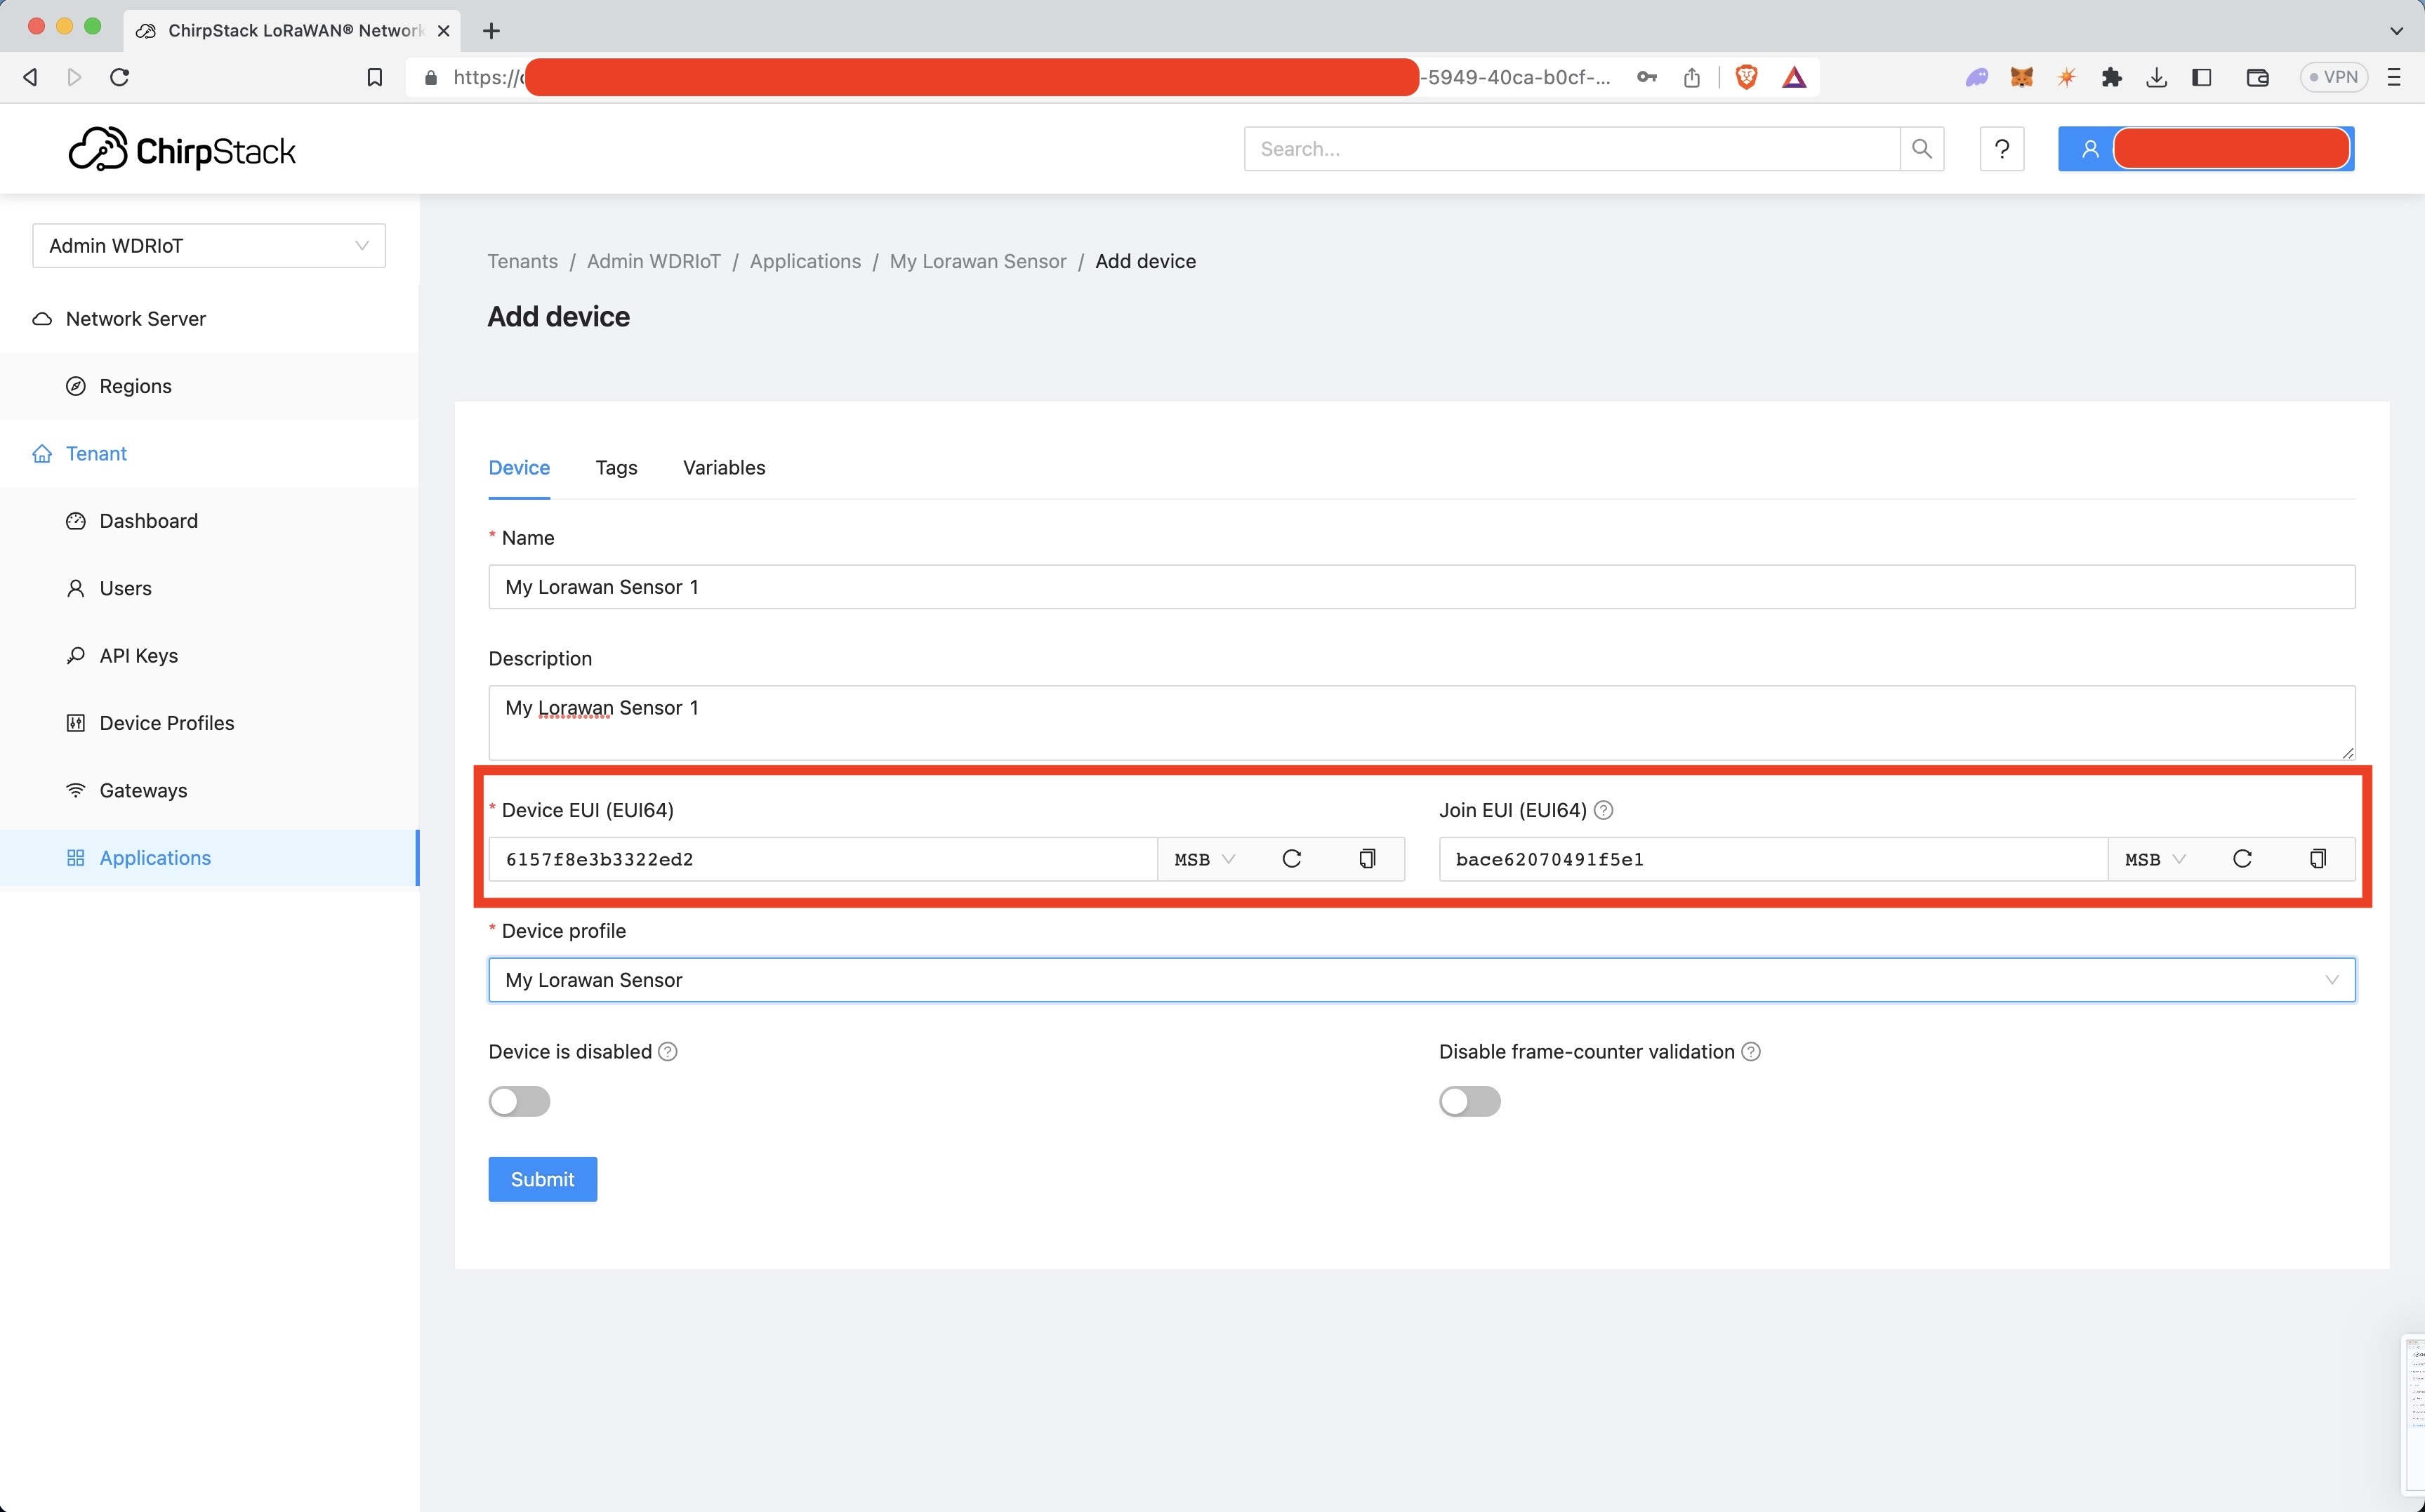 ChirpStack LoRaWAN® Network
https://
-5949-40ca-b0cf-...
VPN
ChirpStack
Search...
?
Admin WDRIoT
Network Server
Regions
Tenant
Dashboard
Users
API Keys
Device Profiles
Gateways
Applications
Tenants / Admin WDRIoT / Applications / My Lorawan Sensor / Add device
Add device
Device Tags Variables
* Name
My Lorawan Sensor 1
Description
My Lorawan Sensor 1
* Device EUI (EUI64) Join EUI (EUI64)
6157f8e3b3322ed2 MSB bace62070491f5e1 MSB
* Device profile
My Lorawan Sensor
Device is disabled Disable frame-counter validation
Submit